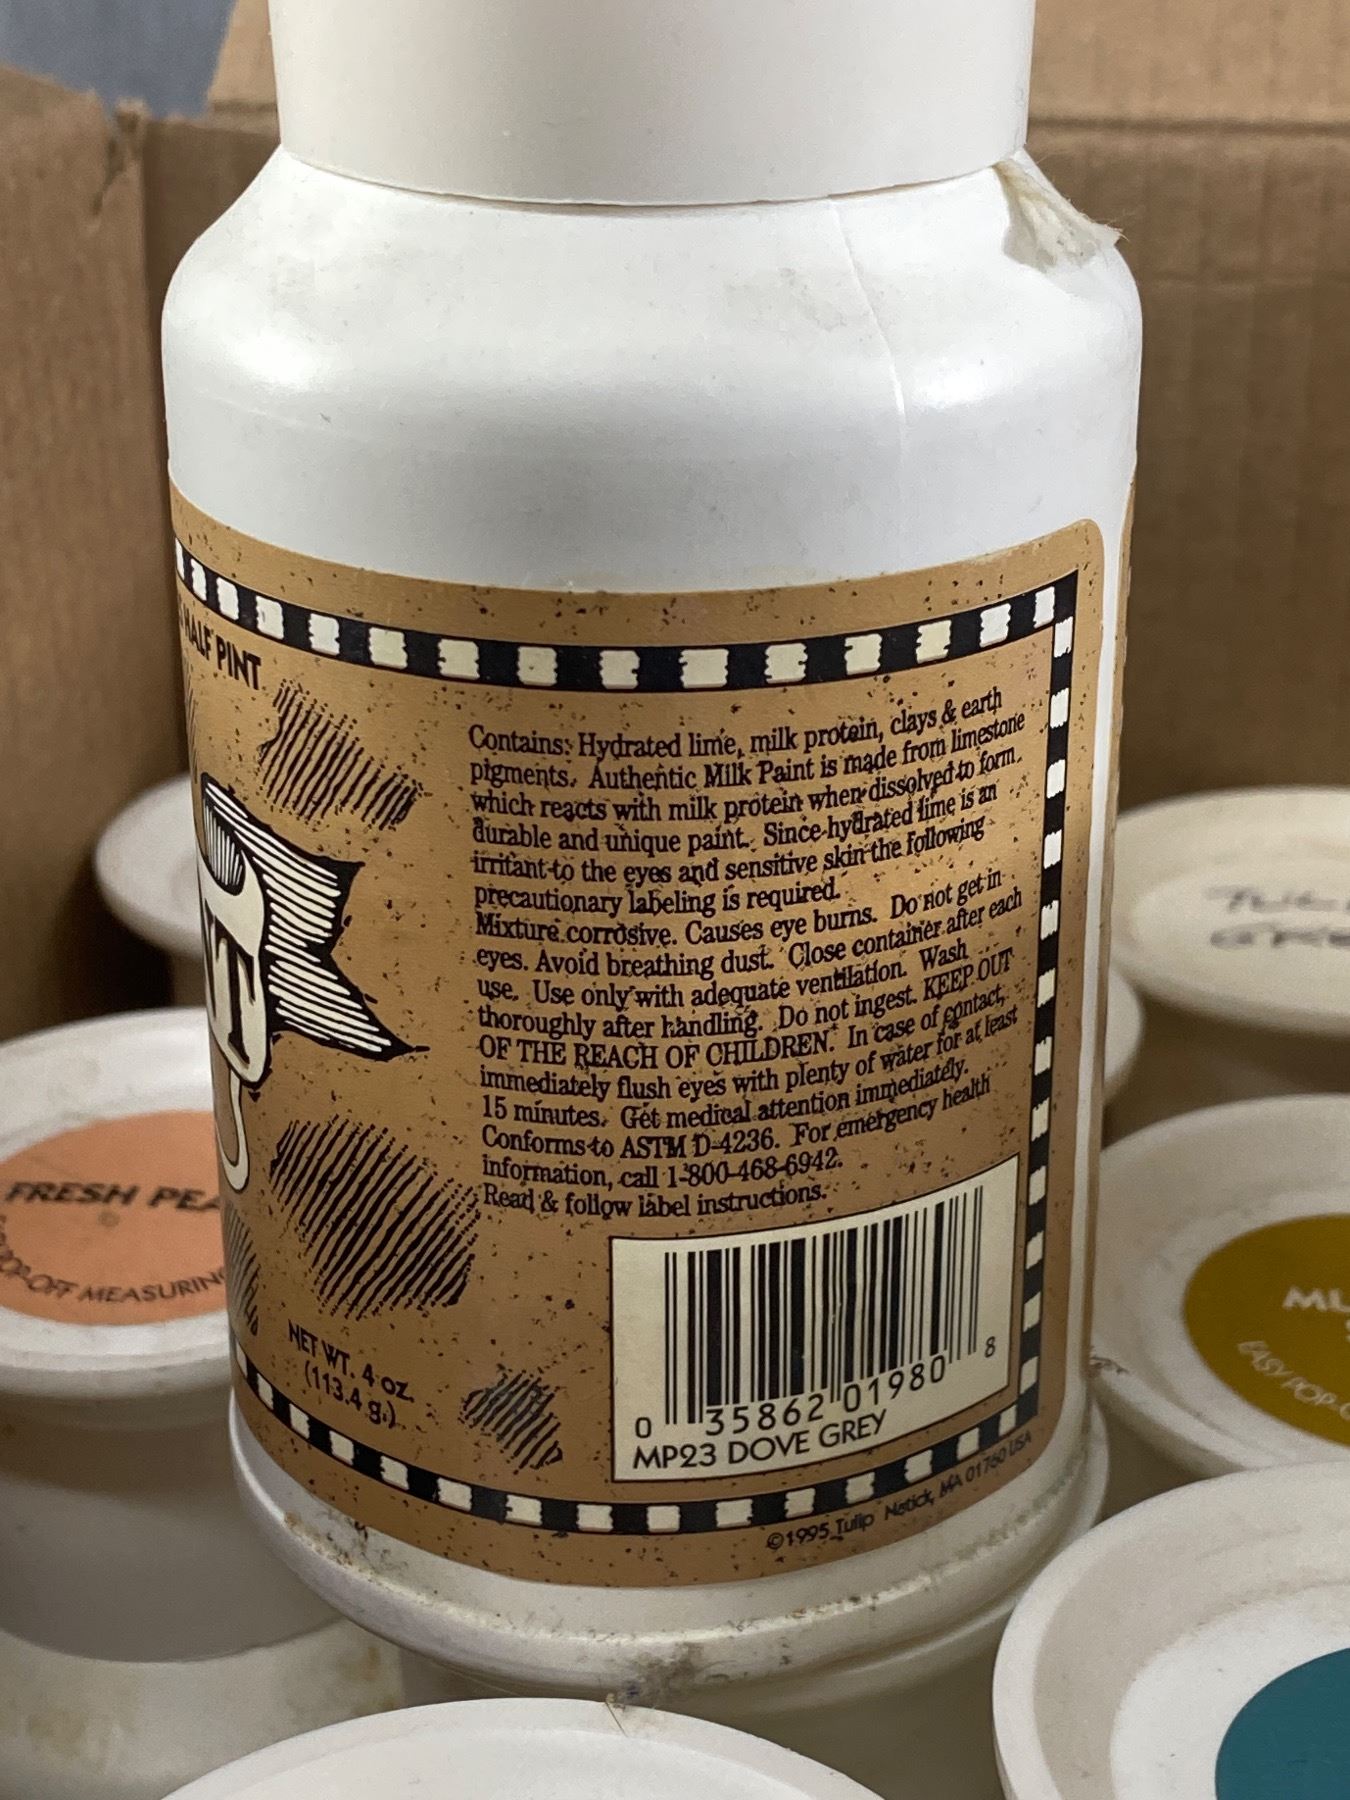 HALF PINT
Contains: Hydrated lime, milk protein, clays & earth
pigments. Authentic Milk Paint is made from limestone
which reacts with milk protein when dissolved to form
durable and unique paint. Since hydrated lime is an
irritant to the eyes and sensitive skin the following
precautionary labeling is required.
Mixture corrosive. Causes eye burns. Do not get in
eyes. Avoid breathing dust. Close container after each
use. Use only with adequate ventilation. Wash
thoroughly after handling. Do not ingest. KEEP OUT
OF THE REACH OF CHILDREN. In case of contact,
immediately flush eyes with plenty of water for at least
15 minutes. Get medical attention immediately.
Conforms to ASTM D-4236. For emergency health
information, call 1-800-468-6942.
Read & follow label instructions.
NET WT. 4 oz.
(113.4 g.)
0 35862 01980 8
MP23 DOVE GREY
©1995 Tulip Natick, MA 01760 USA
FRESH PEA
POP-OFF MEASURING
MU
EASY POP-O